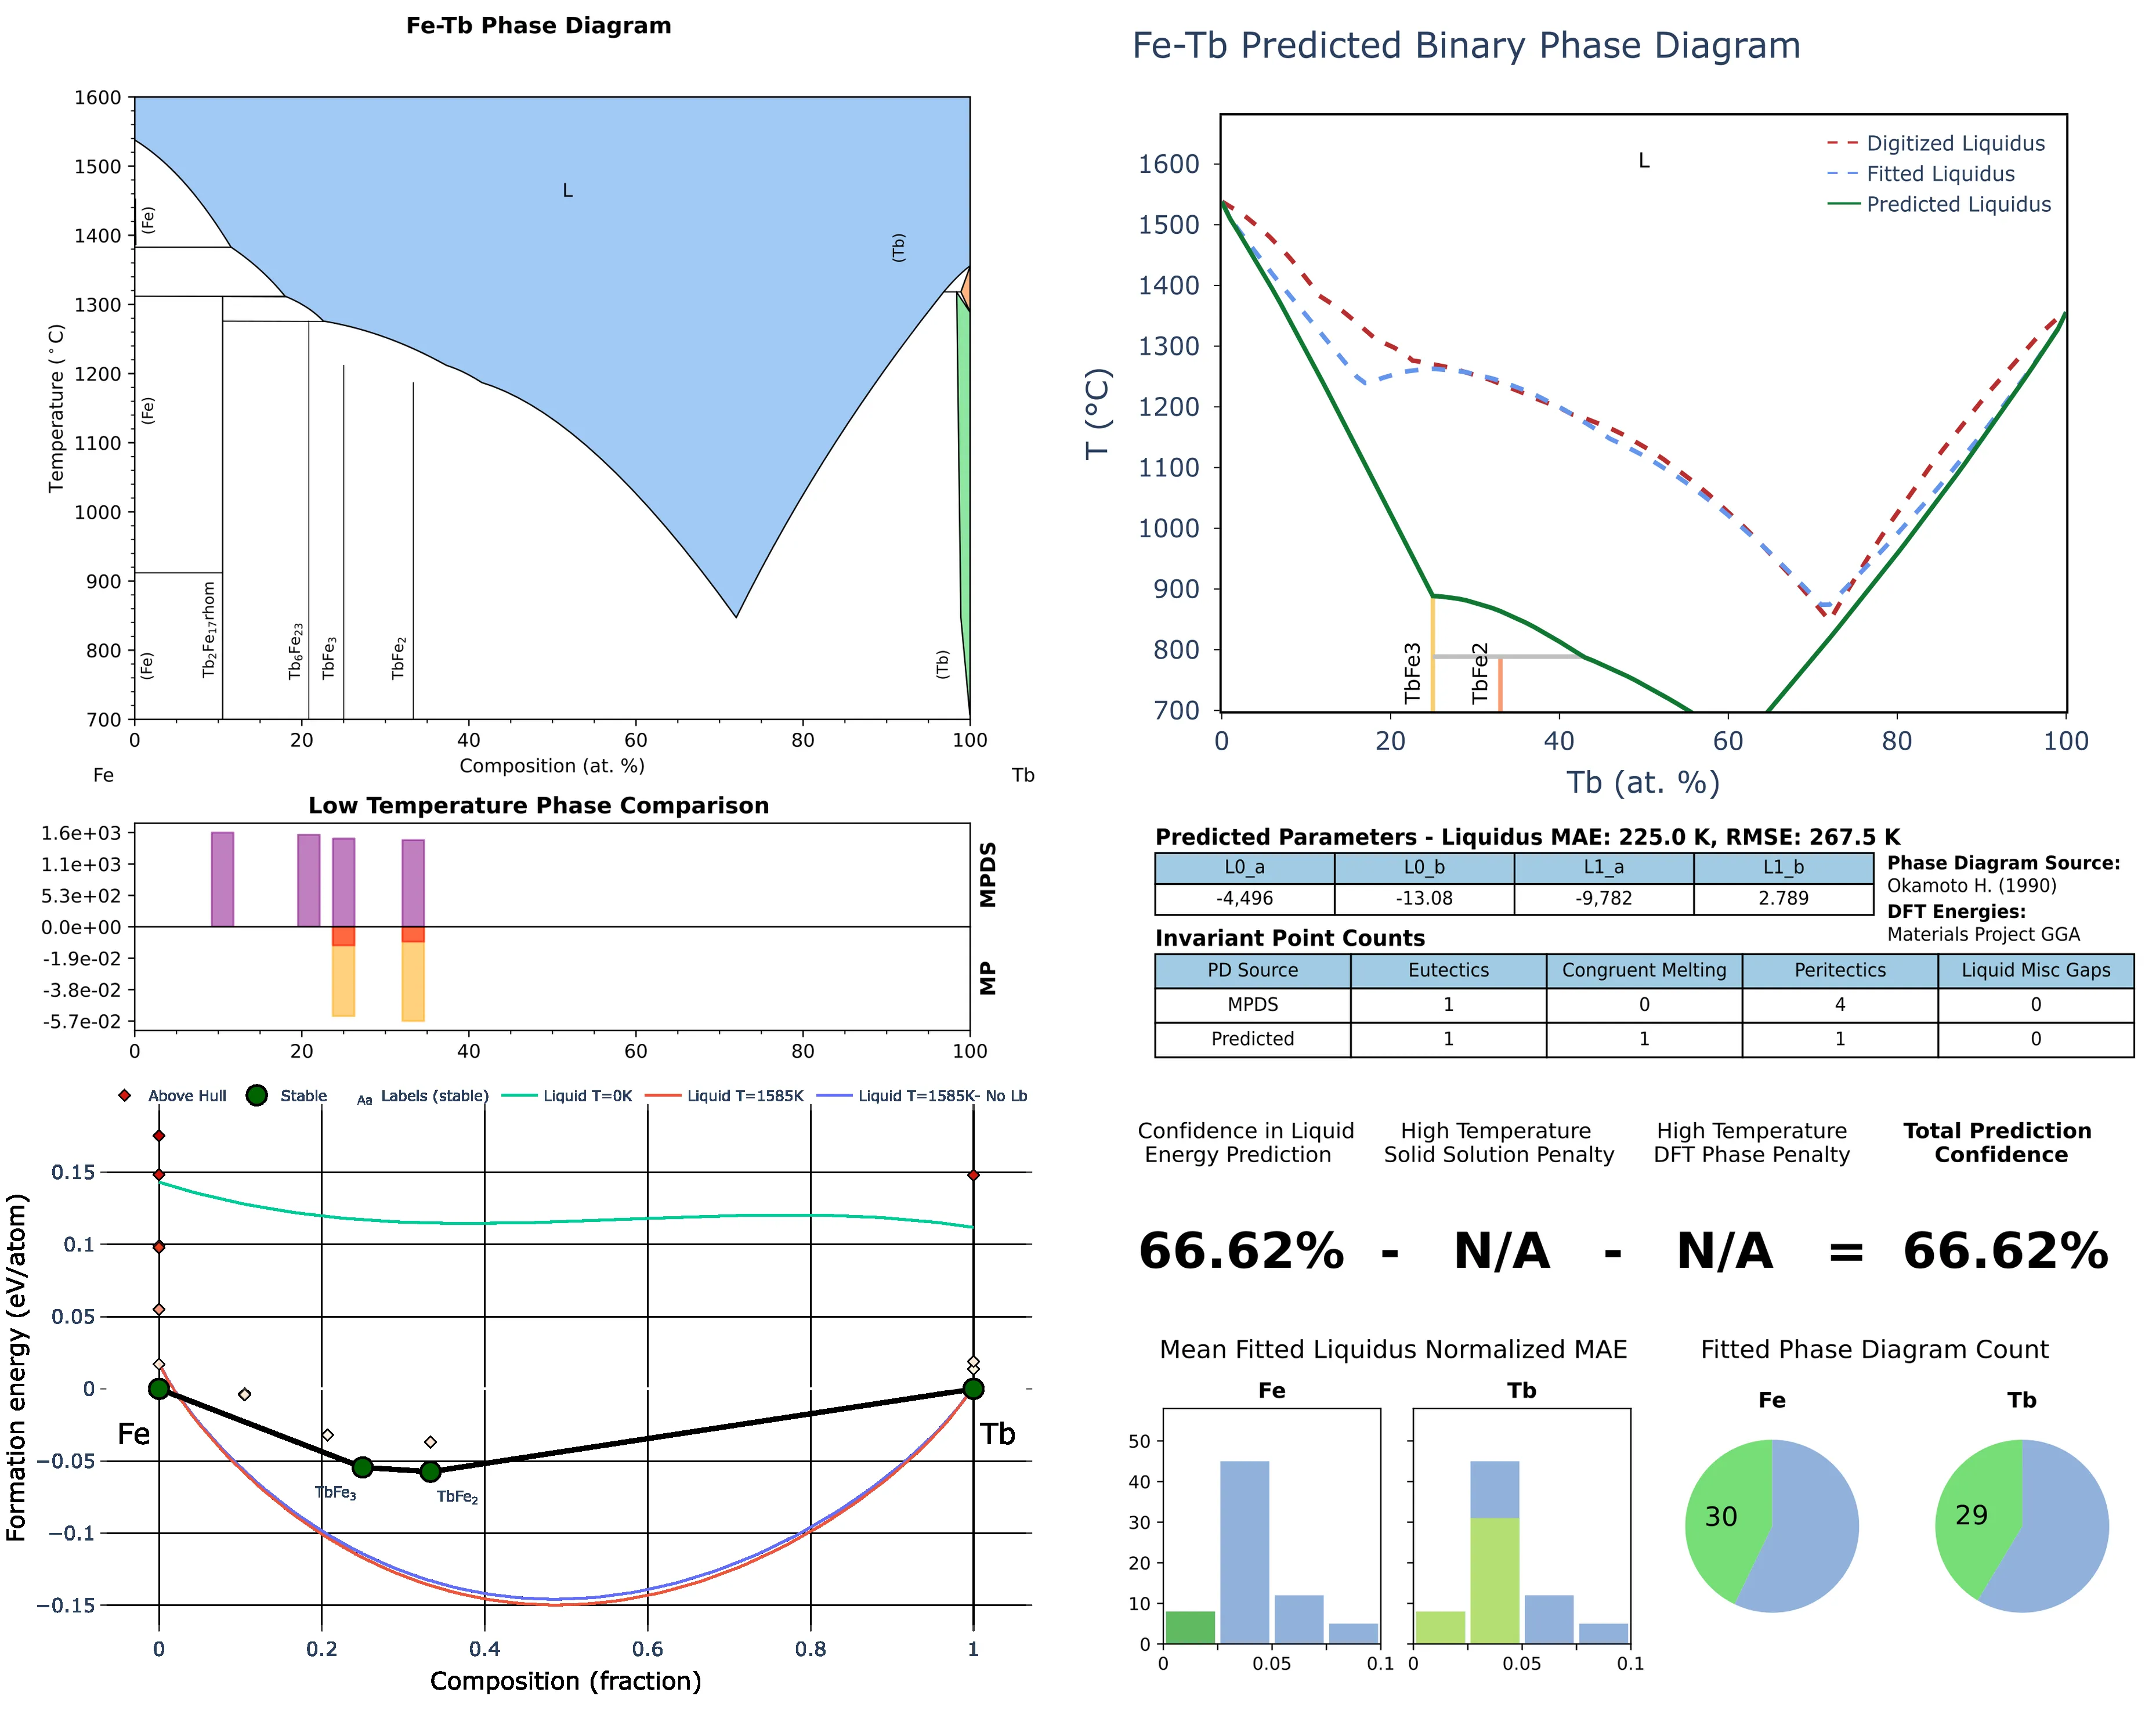 Fe-Tb Phase Diagram
1600
1500
1400
1300
1200
1100
1000
900
800
700
Temperature (°C)
L
(Fe)
(Fe)
(Fe)
Tb2Fe17rhom
Tb6Fe23
TbFe3
TbFe2
(Tb)
(Tb)
0 20 40 60 80 100
Composition (at. %)
Fe Tb
Low Temperature Phase Comparison
1.6e+03
1.1e+03
5.3e+02
0.0e+00
-1.9e-02
-3.8e-02
-5.7e-02
MPDS
MP
0 20 40 60 80 100
Above Hull Stable Aa Labels (stable) Liquid T=0K Liquid T=1585K Liquid T=1585K- No Lb
0.15
0.1
0.05
0
−0.05
−0.1
−0.15
Formation energy (eV/atom)
Fe
Tb
TbFe3
TbFe2
0 0.2 0.4 0.6 0.8 1
Composition (fraction)
Fe-Tb Predicted Binary Phase Diagram
1600
1500
1400
1300
1200
1100
1000
900
800
700
T (°C)
L
Digitized Liquidus
Fitted Liquidus
Predicted Liquidus
TbFe3
TbFe2
0 20 40 60 80 100
Tb (at. %)
Predicted Parameters - Liquidus MAE: 225.0 K, RMSE: 267.5 K
L0_a L0_b L1_a L1_b
-4,496 -13.08 -9,782 2.789
Phase Diagram Source:
Okamoto H. (1990)
DFT Energies:
Materials Project GGA
Invariant Point Counts
PD Source Eutectics Congruent Melting Peritectics Liquid Misc Gaps
MPDS 1 0 4 0
Predicted 1 1 1 0
Confidence in Liquid
Energy Prediction
High Temperature
Solid Solution Penalty
High Temperature
DFT Phase Penalty
Total Prediction
Confidence
66.62% - N/A - N/A = 66.62%
Mean Fitted Liquidus Normalized MAE
Fe
Tb
50
40
30
20
10
0
0 0.05 0.1
0 0.05 0.1
Fitted Phase Diagram Count
Fe
Tb
30
29